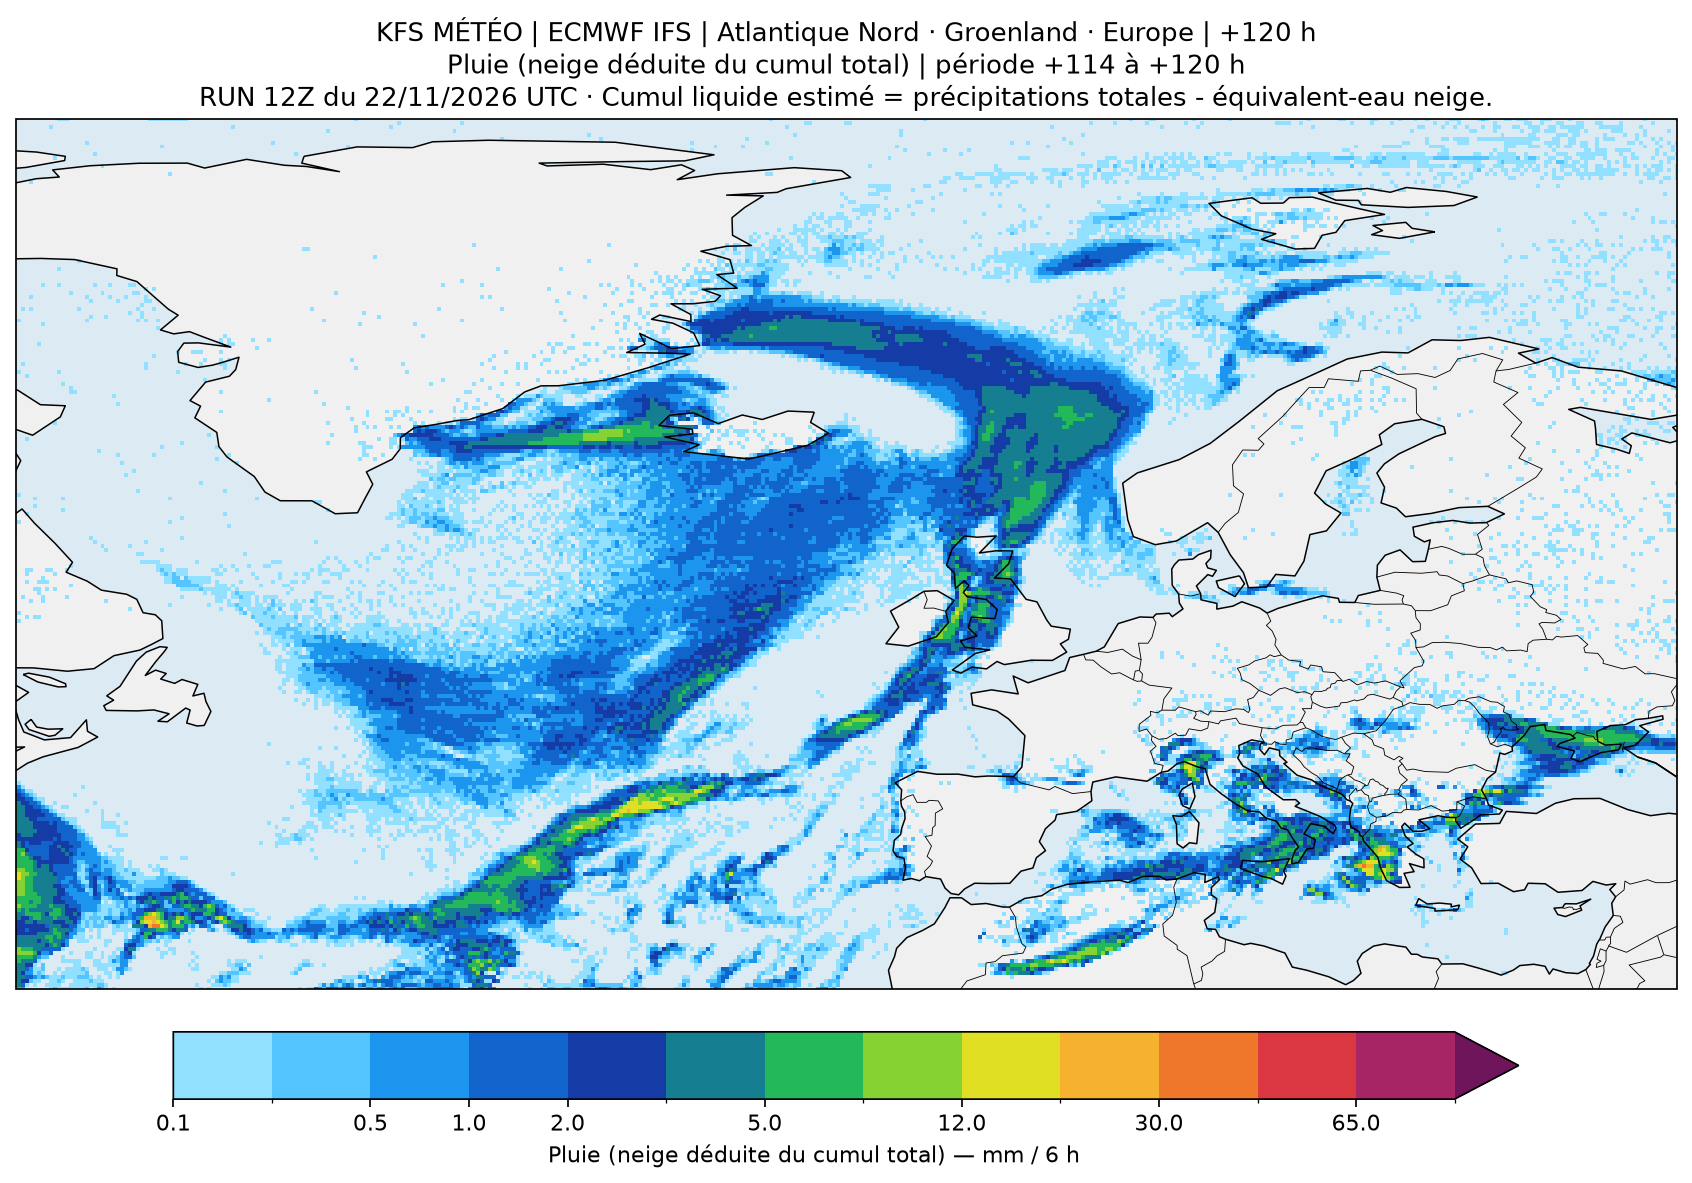 KFS MÉTÉO | ECMWF IFS | Atlantique Nord · Groenland · Europe | +120 h
Pluie (neige déduite du cumul total) | période +114 à +120 h
RUN 12Z du 22/11/2026 UTC · Cumul liquide estimé = précipitations totales - équivalent-eau neige.
0.1 0.5 1.0 2.0 5.0 12.0 30.0 65.0
Pluie (neige déduite du cumul total) — mm / 6 h